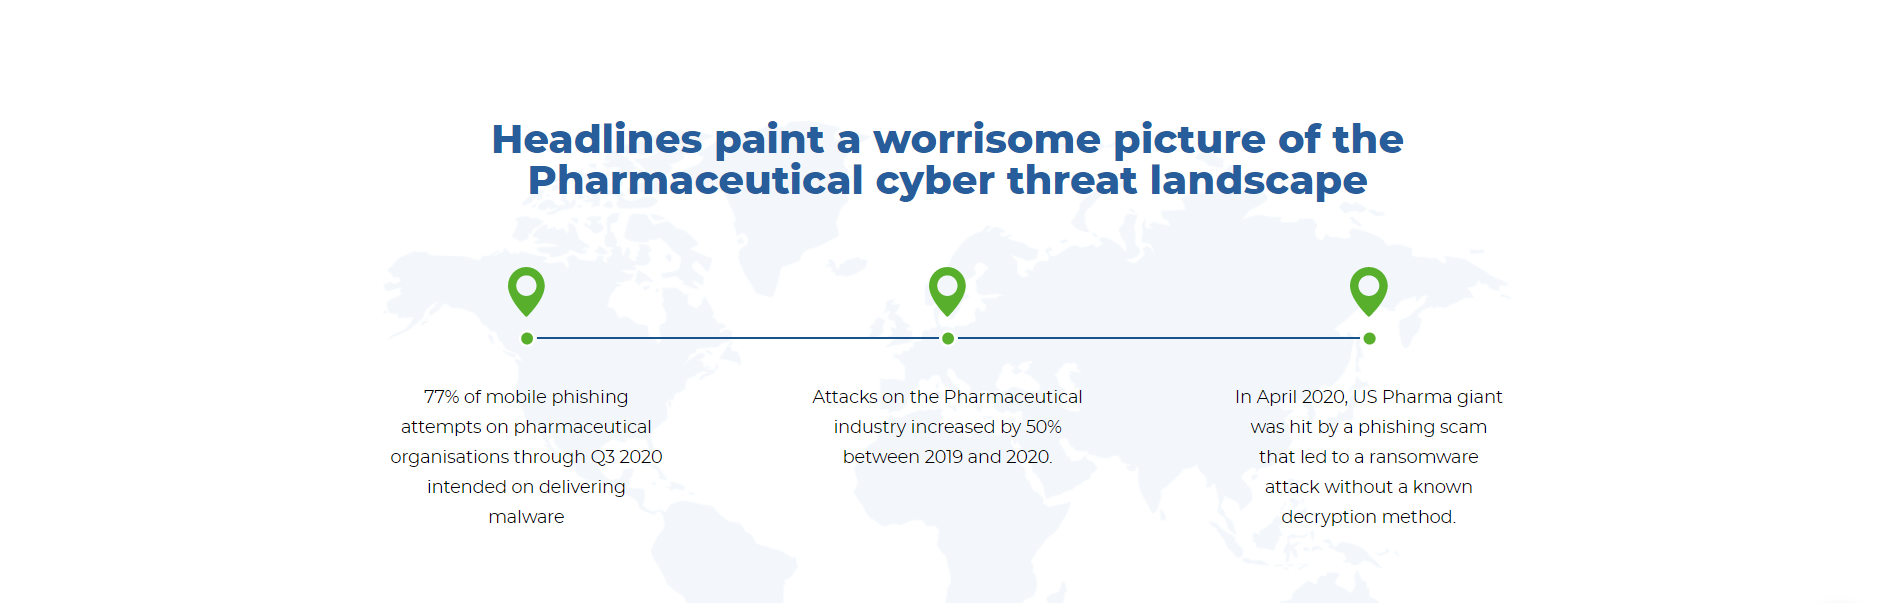 Headlines paint a worrisome picture of the
Pharmaceutical cyber threat landscape
77% of mobile phishing
attempts on pharmaceutical
organisations through Q3 2020
intended on delivering
malware
Attacks on the Pharmaceutical
industry increased by 50%
between 2019 and 2020.
In April 2020, US Pharma giant
was hit by a phishing scam
that led to a ransomware
attack without a known
decryption method.